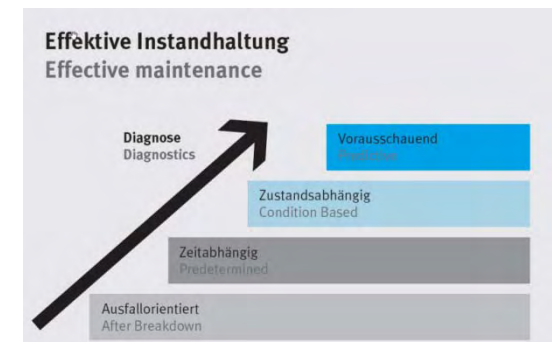 Effektive Instandhaltung
Effective maintenance
Diagnose
Diagnostics
Vorausschauend
Predictive
Zustandsabhängig
Condition Based
Zeitabhängig
Predetermined
Ausfallorientiert
After Breakdown